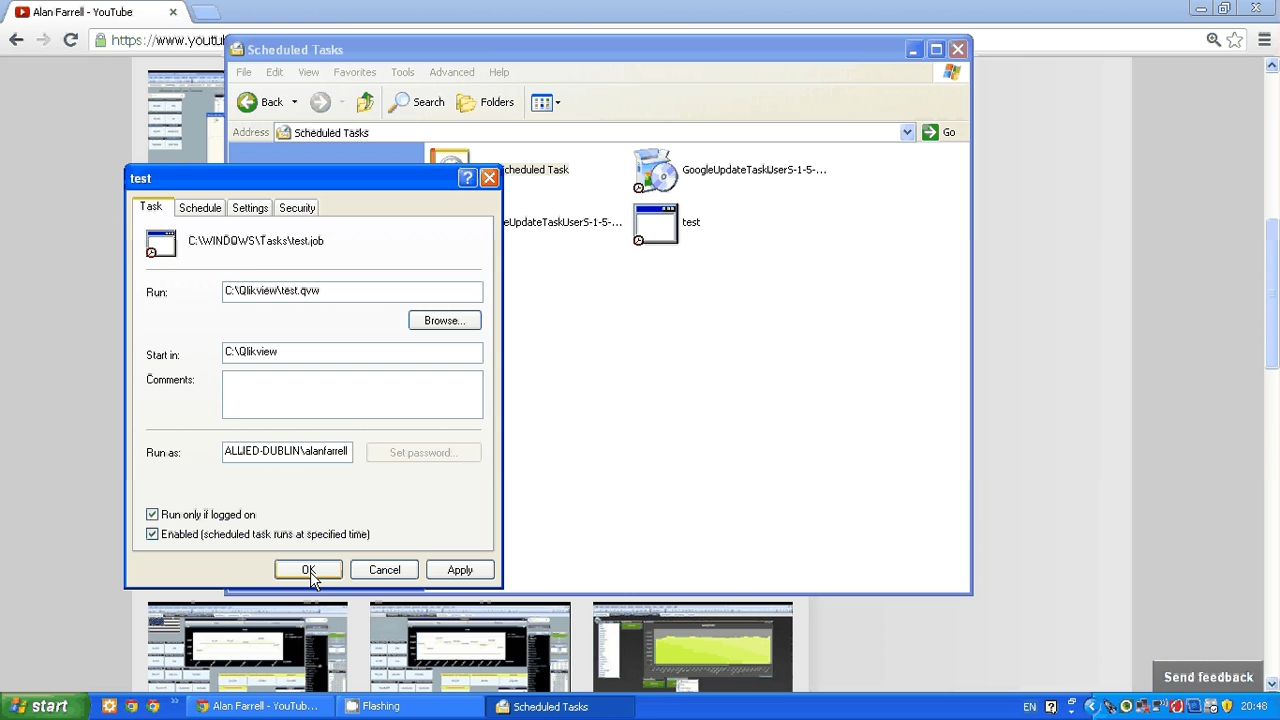 Alan Farrell - YouTube
https://www.youtu
Scheduled Tasks
File Edit View Favorites Tools Help
Back Folders
Address Scheduled Tasks Go
cheduled Task
GoogleUpdateTaskUserS-1-5-...
eUpdateTaskUserS-1-5-...
test
test
Task Schedule Settings Security
C:\WINDOWS\Tasks\test.job
Run: C:\Qlikview\test.qvw
Browse...
Start in: C:\Qlikview
Comments:
Run as: ALLIED-DUBLIN\alanfarrell Set password...
Run only if logged on
Enabled (scheduled task runs at specified time)
OK Cancel Apply
Send feedback
start Alan Farrell - YouTub... Flashing Scheduled Tasks EN 20:48